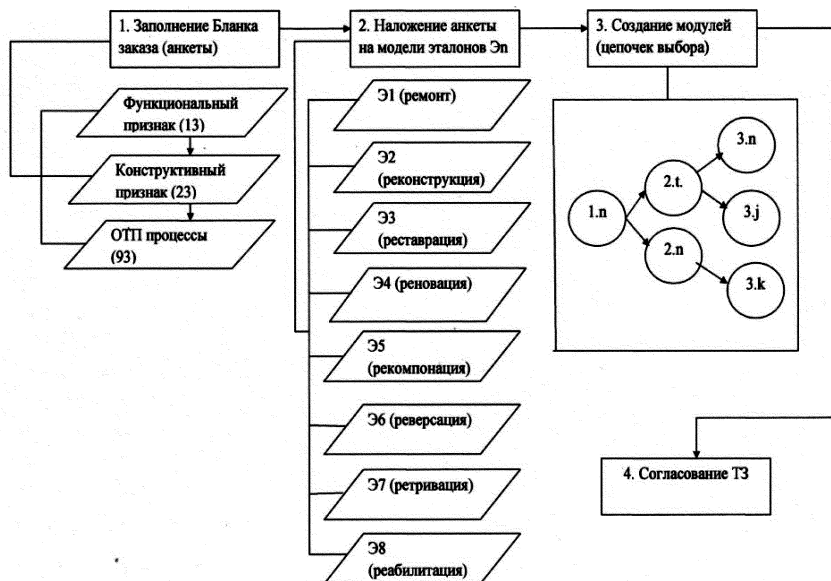 1. Заполнение Бланка
заказа (анкеты)
2. Наложение анкеты
на модели эталонов Эn
3. Создание модулей
(цепочек выбора)
Функциональный
признак (13)
Конструктивный
признак (23)
ОТП процессы
(93)
Э1 (ремонт)
Э2
(реконструкция)
Э3
(реставрация)
Э4 (реновация)
Э5
(рекомпонация)
Э6
(реверсация)
Э7 (ретривация)
Э8
(реабилитация)
1.n
2.t.
2.n
3.n
3.j
3.k
4. Согласование ТЗ